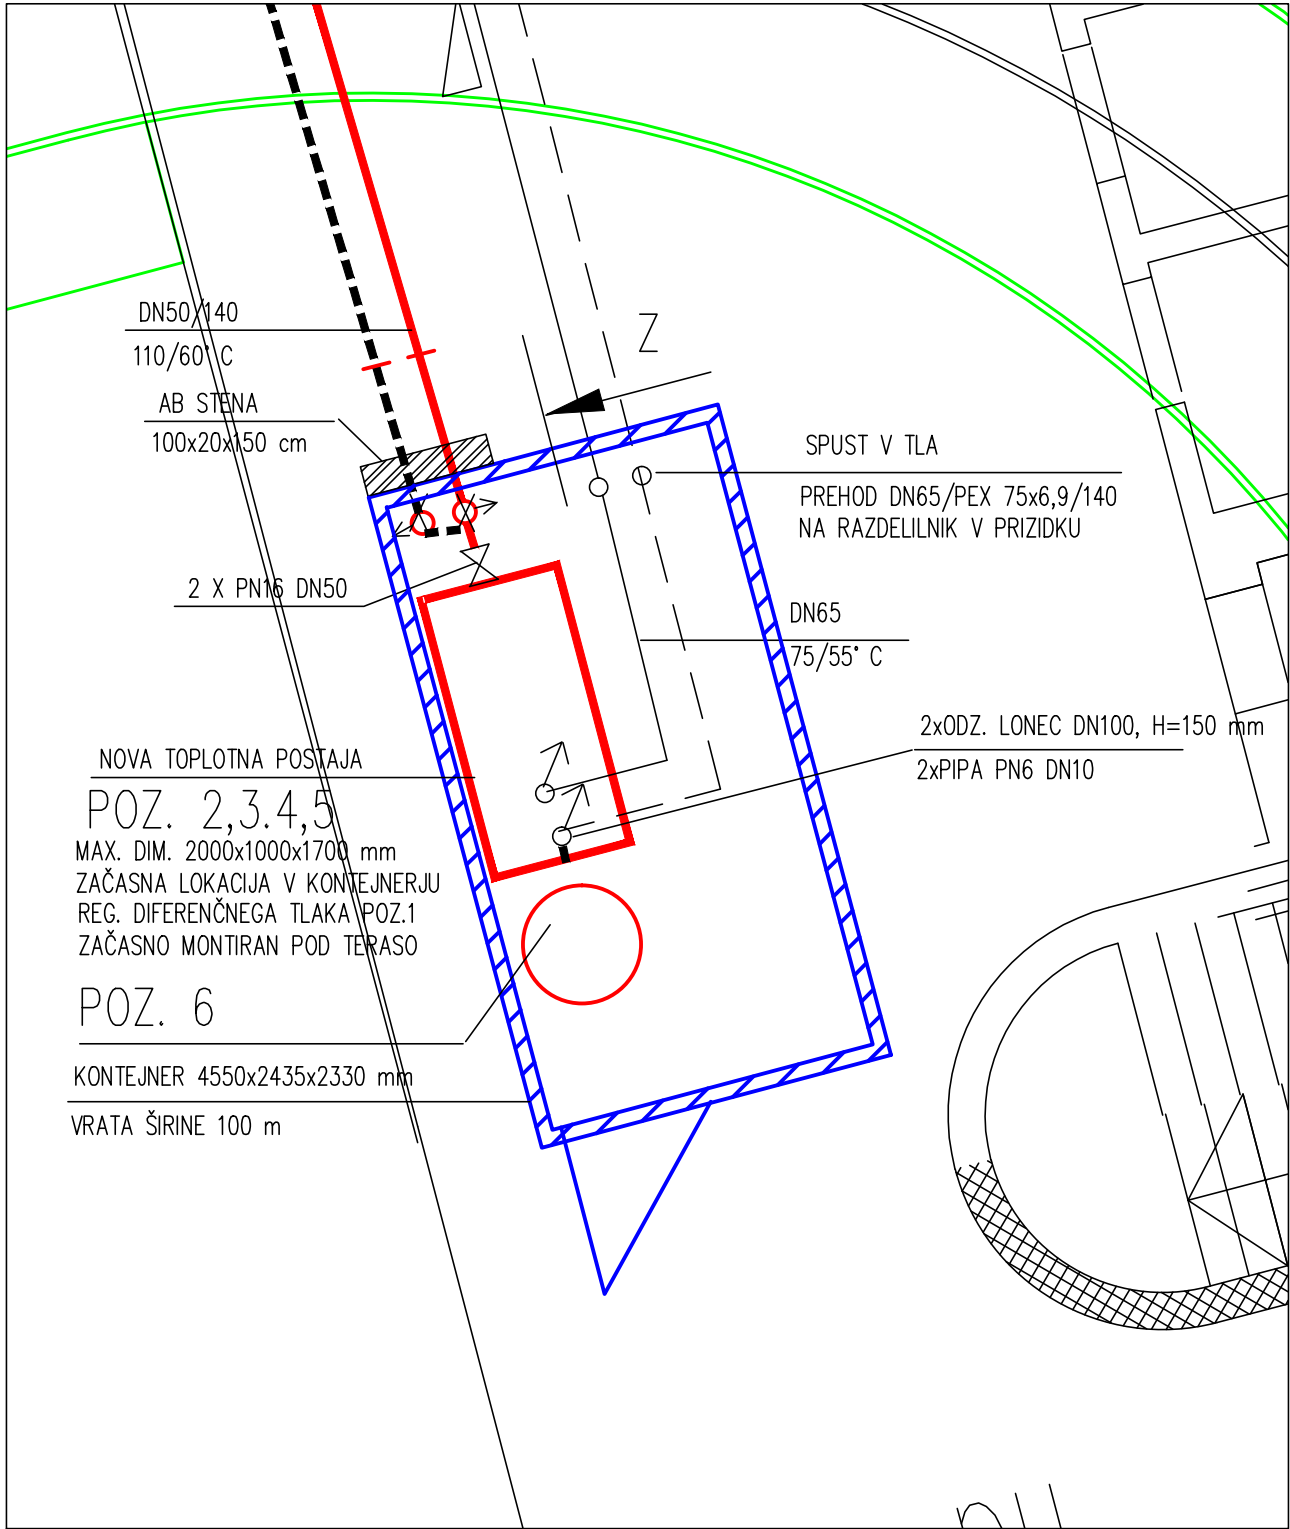 DN50/140
110/60° C
Z
AB STENA
100x20x150 cm
SPUST V TLA
PREHOD DN65/PEX 75x6,9/140
NA RAZDELILNIK V PRIZIDKU
2 X PN16 DN50
DN65
75/55° C
2xODZ. LONEC DN100, H=150 mm
2xPIPA PN6 DN10
NOVA TOPLOTNA POSTAJA
POZ. 2,3.4,5
MAX. DIM. 2000x1000x1700 mm
ZAČASNA LOKACIJA V KONTEJNERJU
REG. DIFERENČNEGA TLAKA POZ.1
ZAČASNO MONTIRAN POD TERASO
POZ. 6
KONTEJNER 4550x2435x2330 mm
VRATA ŠIRINE 100 m